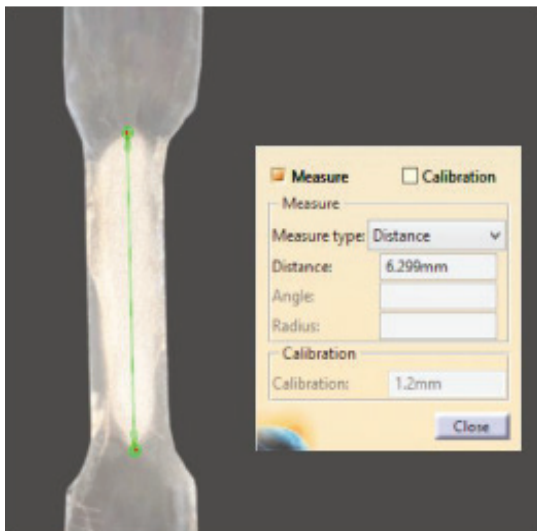 Measure Calibration
Measure
Measure type: Distance
Distance: 6.299mm
Angle:
Radius:
Calibration
Calibration: 1.2mm
Close